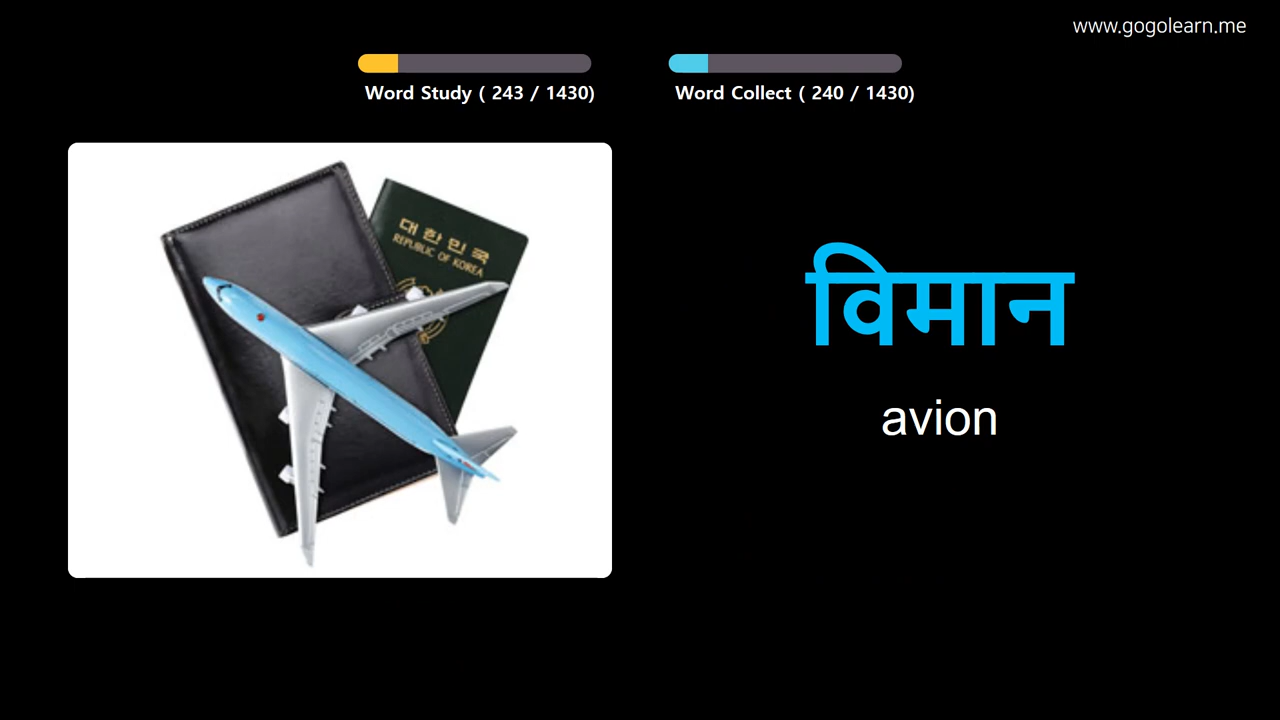 www.gogolearn.me
Word Study ( 243 / 1430)
Word Collect ( 240 / 1430)
대한민국
REPUBLIC OF KOREA
विमान
avion